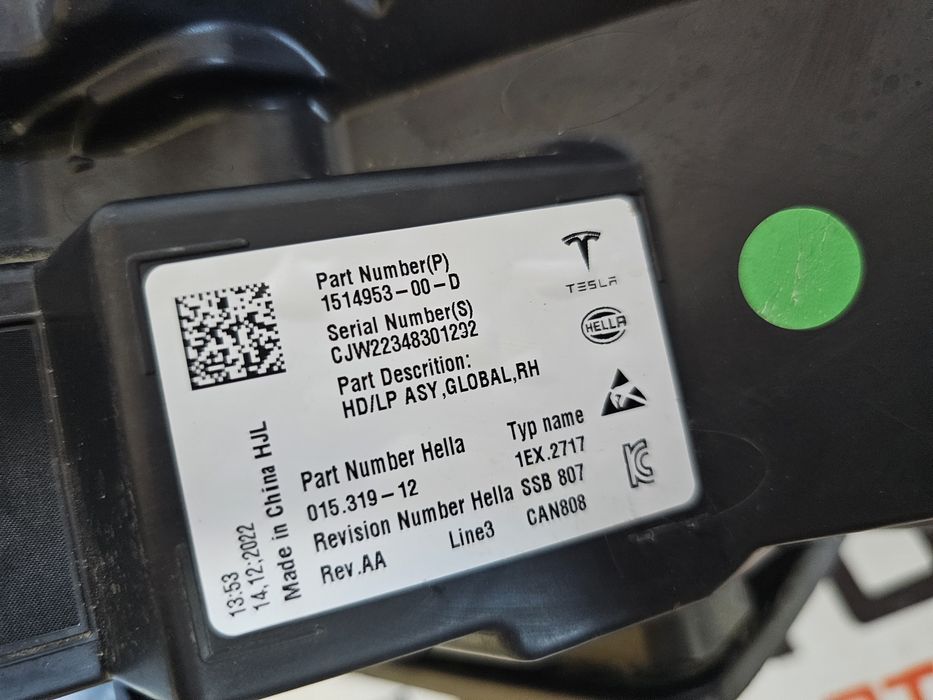 Part Number(P)
1514953-00-D
Serial Number(S)
CJW22348301292
Part Descrition:
HD/LP ASY,GLOBAL,RH
TESLA
HELLA
Part Number Hella
015.319-12
Revision Number Hella
Rev.AA
Line3
Typ name
1EX.2717
SSB 807
CAN808
13:53
14.12.2022
Made in China HJL